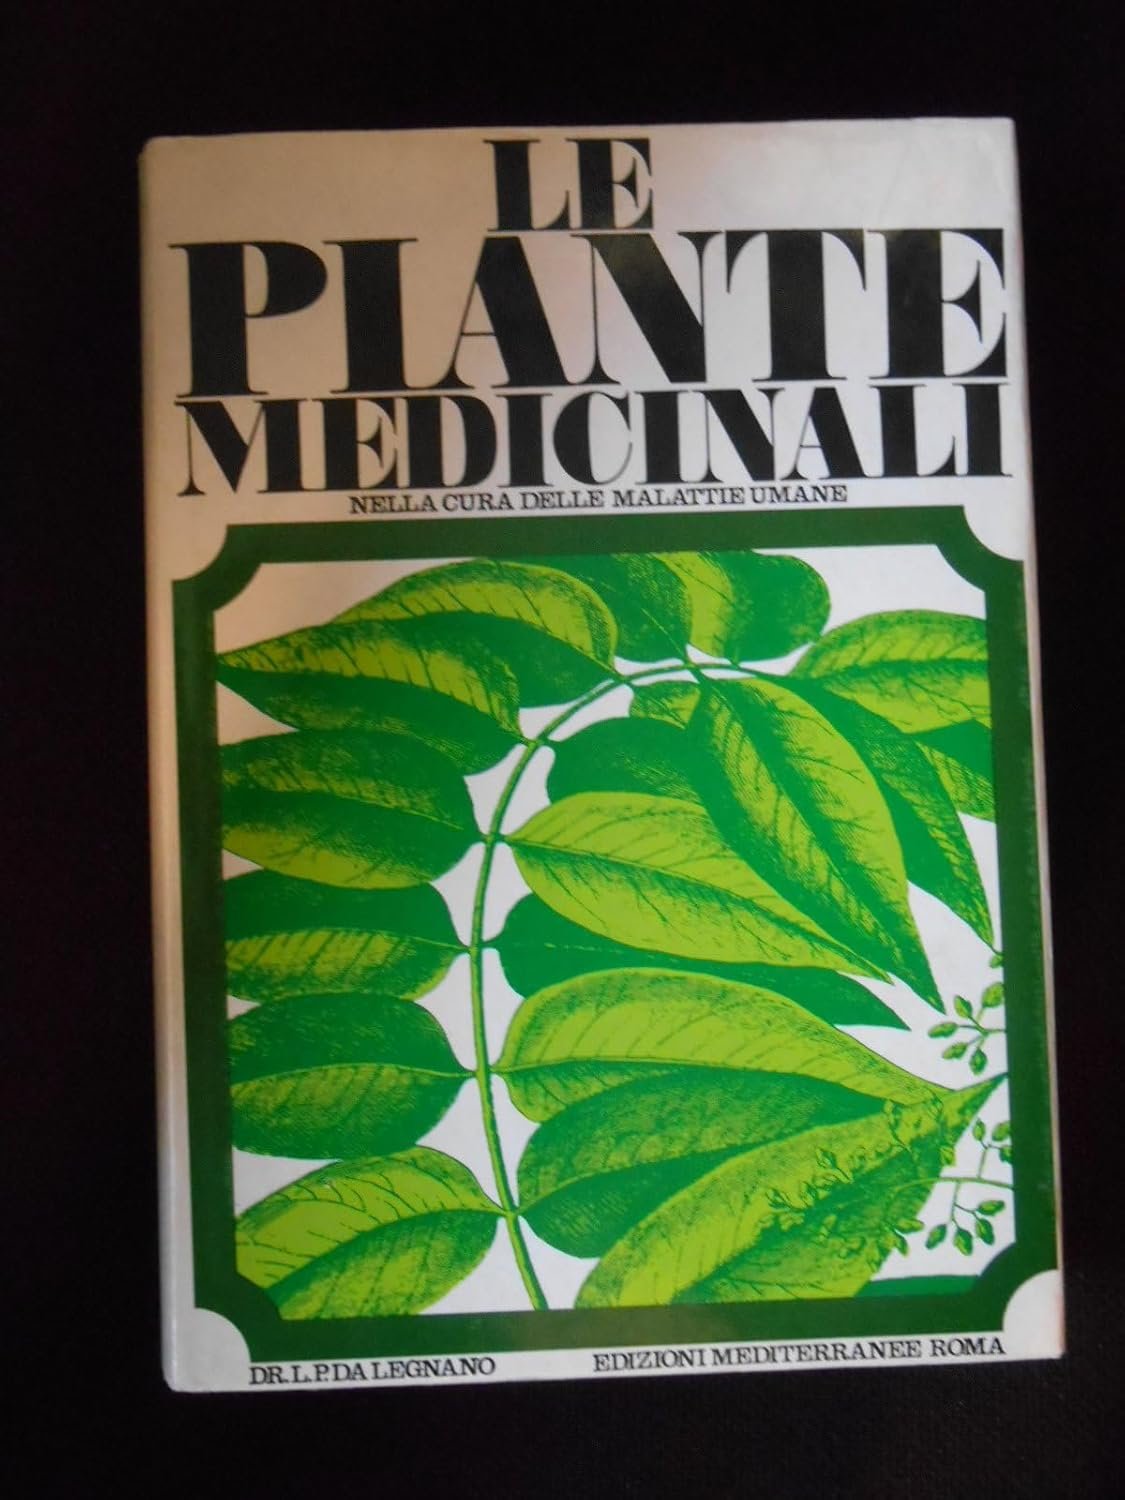 LE
PIANTE
MEDICINALI
NELLA CURA DELLE MALATTIE UMANE
DR. L. P. DA LEGNANO
EDIZIONI MEDITERRANEE ROMA